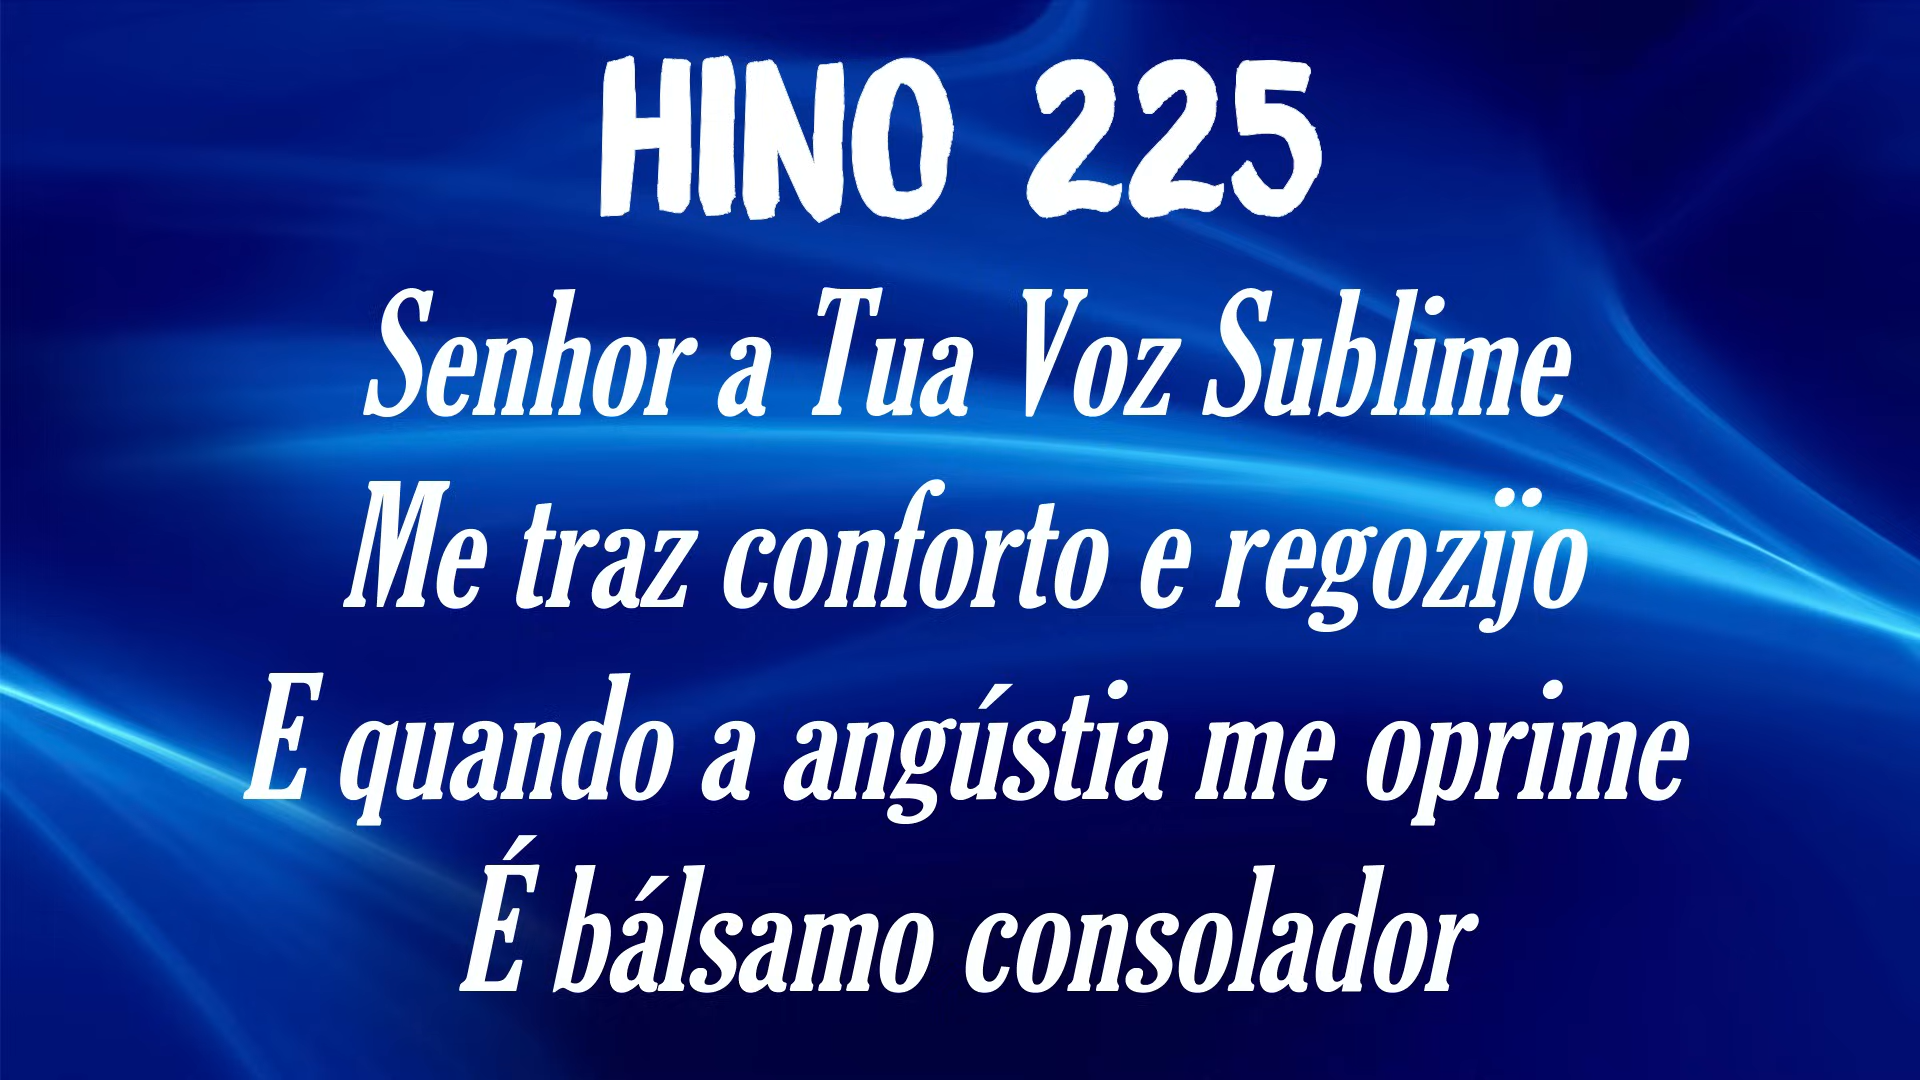 HINO 225
Senhor a Tua Voz Sublime
Me traz conforto e regozijo
E quando a angústia me oprime
É bálsamo consolador